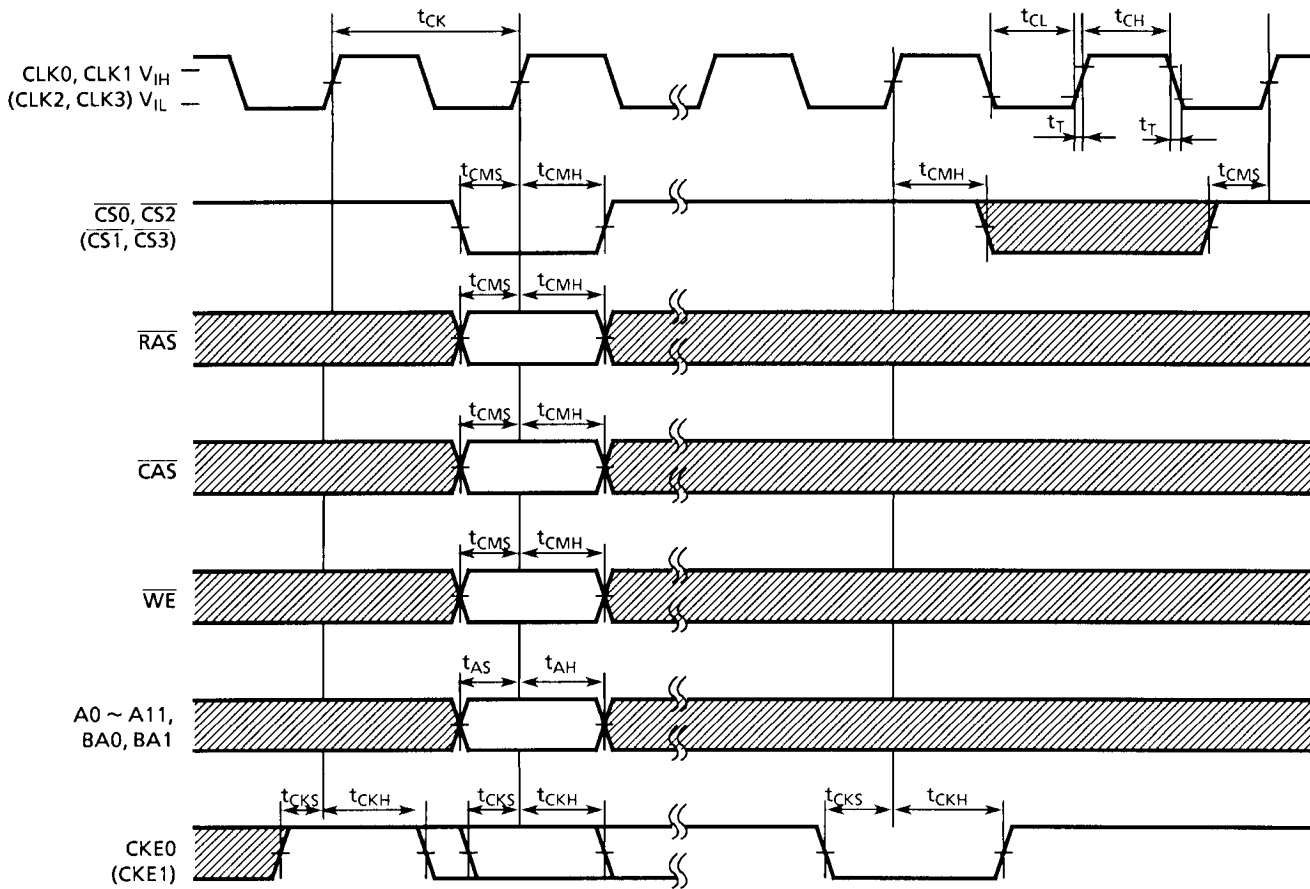 tCK tCL tCH
CLK0, CLK1 VIH
(CLK2, CLK3) VIL
tT tT
tCMS tCMH tCMH tCMS
CS0, CS2
(CS1, CS3)
tCMS tCMH
RAS
tCMS tCMH
CAS
tCMS tCMH
WE
tAS tAH
A0 ~ A11,
BA0, BA1
tCKS tCKH tCKS tCKH tCKS tCKH
CKE0
(CKE1)